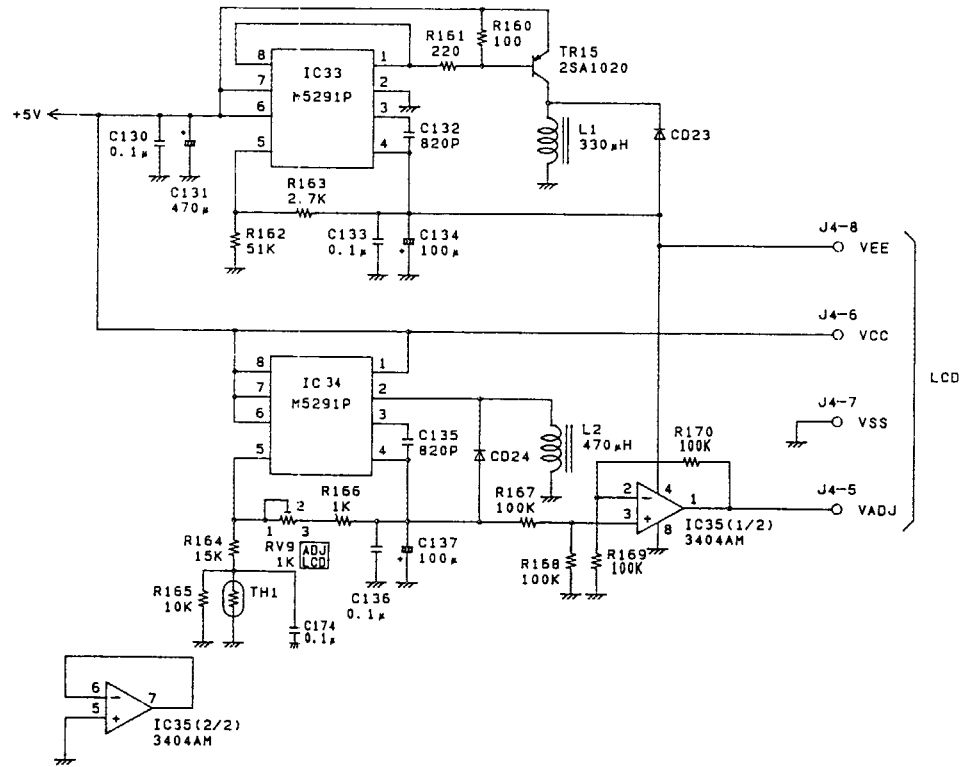 R160
100
R161
220
TR15
2SA1020
8
7
6
5
IC33
M5291P
1
2
3
4
+5V
C130
0.1μ
C131
470μ
C132
820P
L1
330μH
CD23
R163
2.7K
R162
51K
C133
0.1μ
C134
100μ
J4-8
VEE
J4-6
VCC
LCD
8
7
6
5
IC34
M5291P
1
2
3
4
C135
820P
CD24
L2
470μH
J4-7
VSS
R170
100K
J4-5
VADJ
R164
15K
1
2
3
RV9
1K
ADJ
LCD
R166
1K
C137
100μ
C136
0.1μ
R167
100K
R168
100K
R169
100K
2
3
4
8
1
IC35(1/2)
3404AM
R165
10K
TH1
C174
0.1μ
6
5
7
IC35(2/2)
3404AM